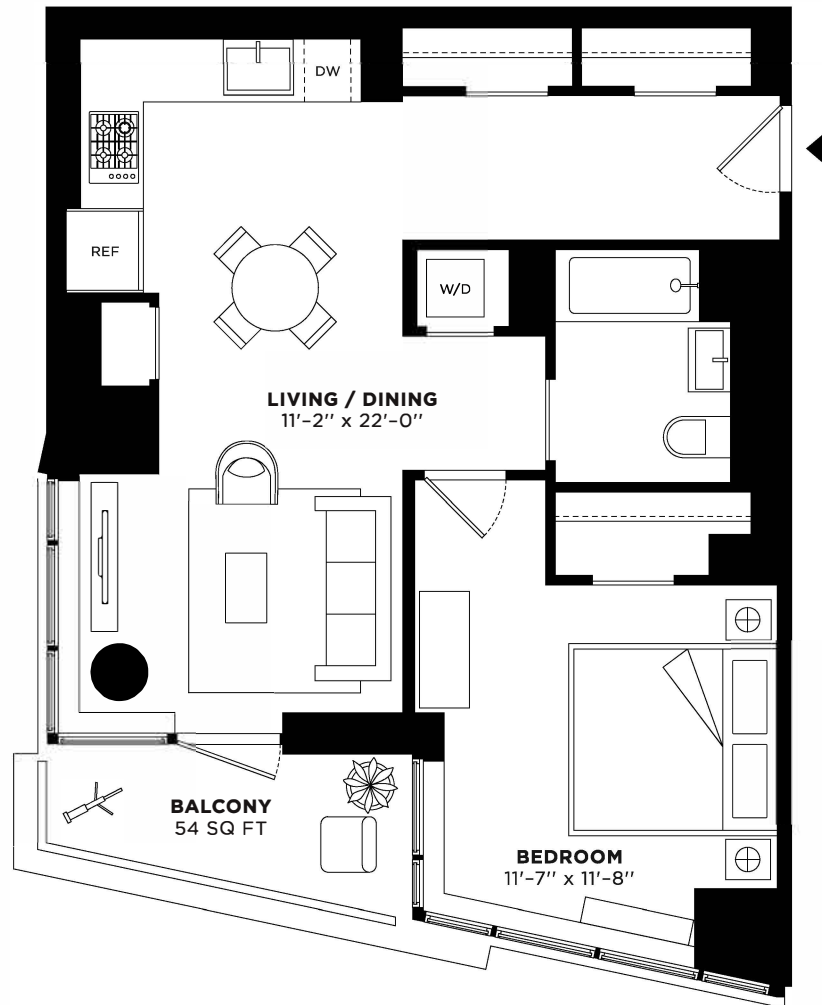 DW
REF
W/D
LIVING / DINING
11'-2'' x 22'-0''
BALCONY
54 SQ FT
BEDROOM
11'-7'' x 11'-8''